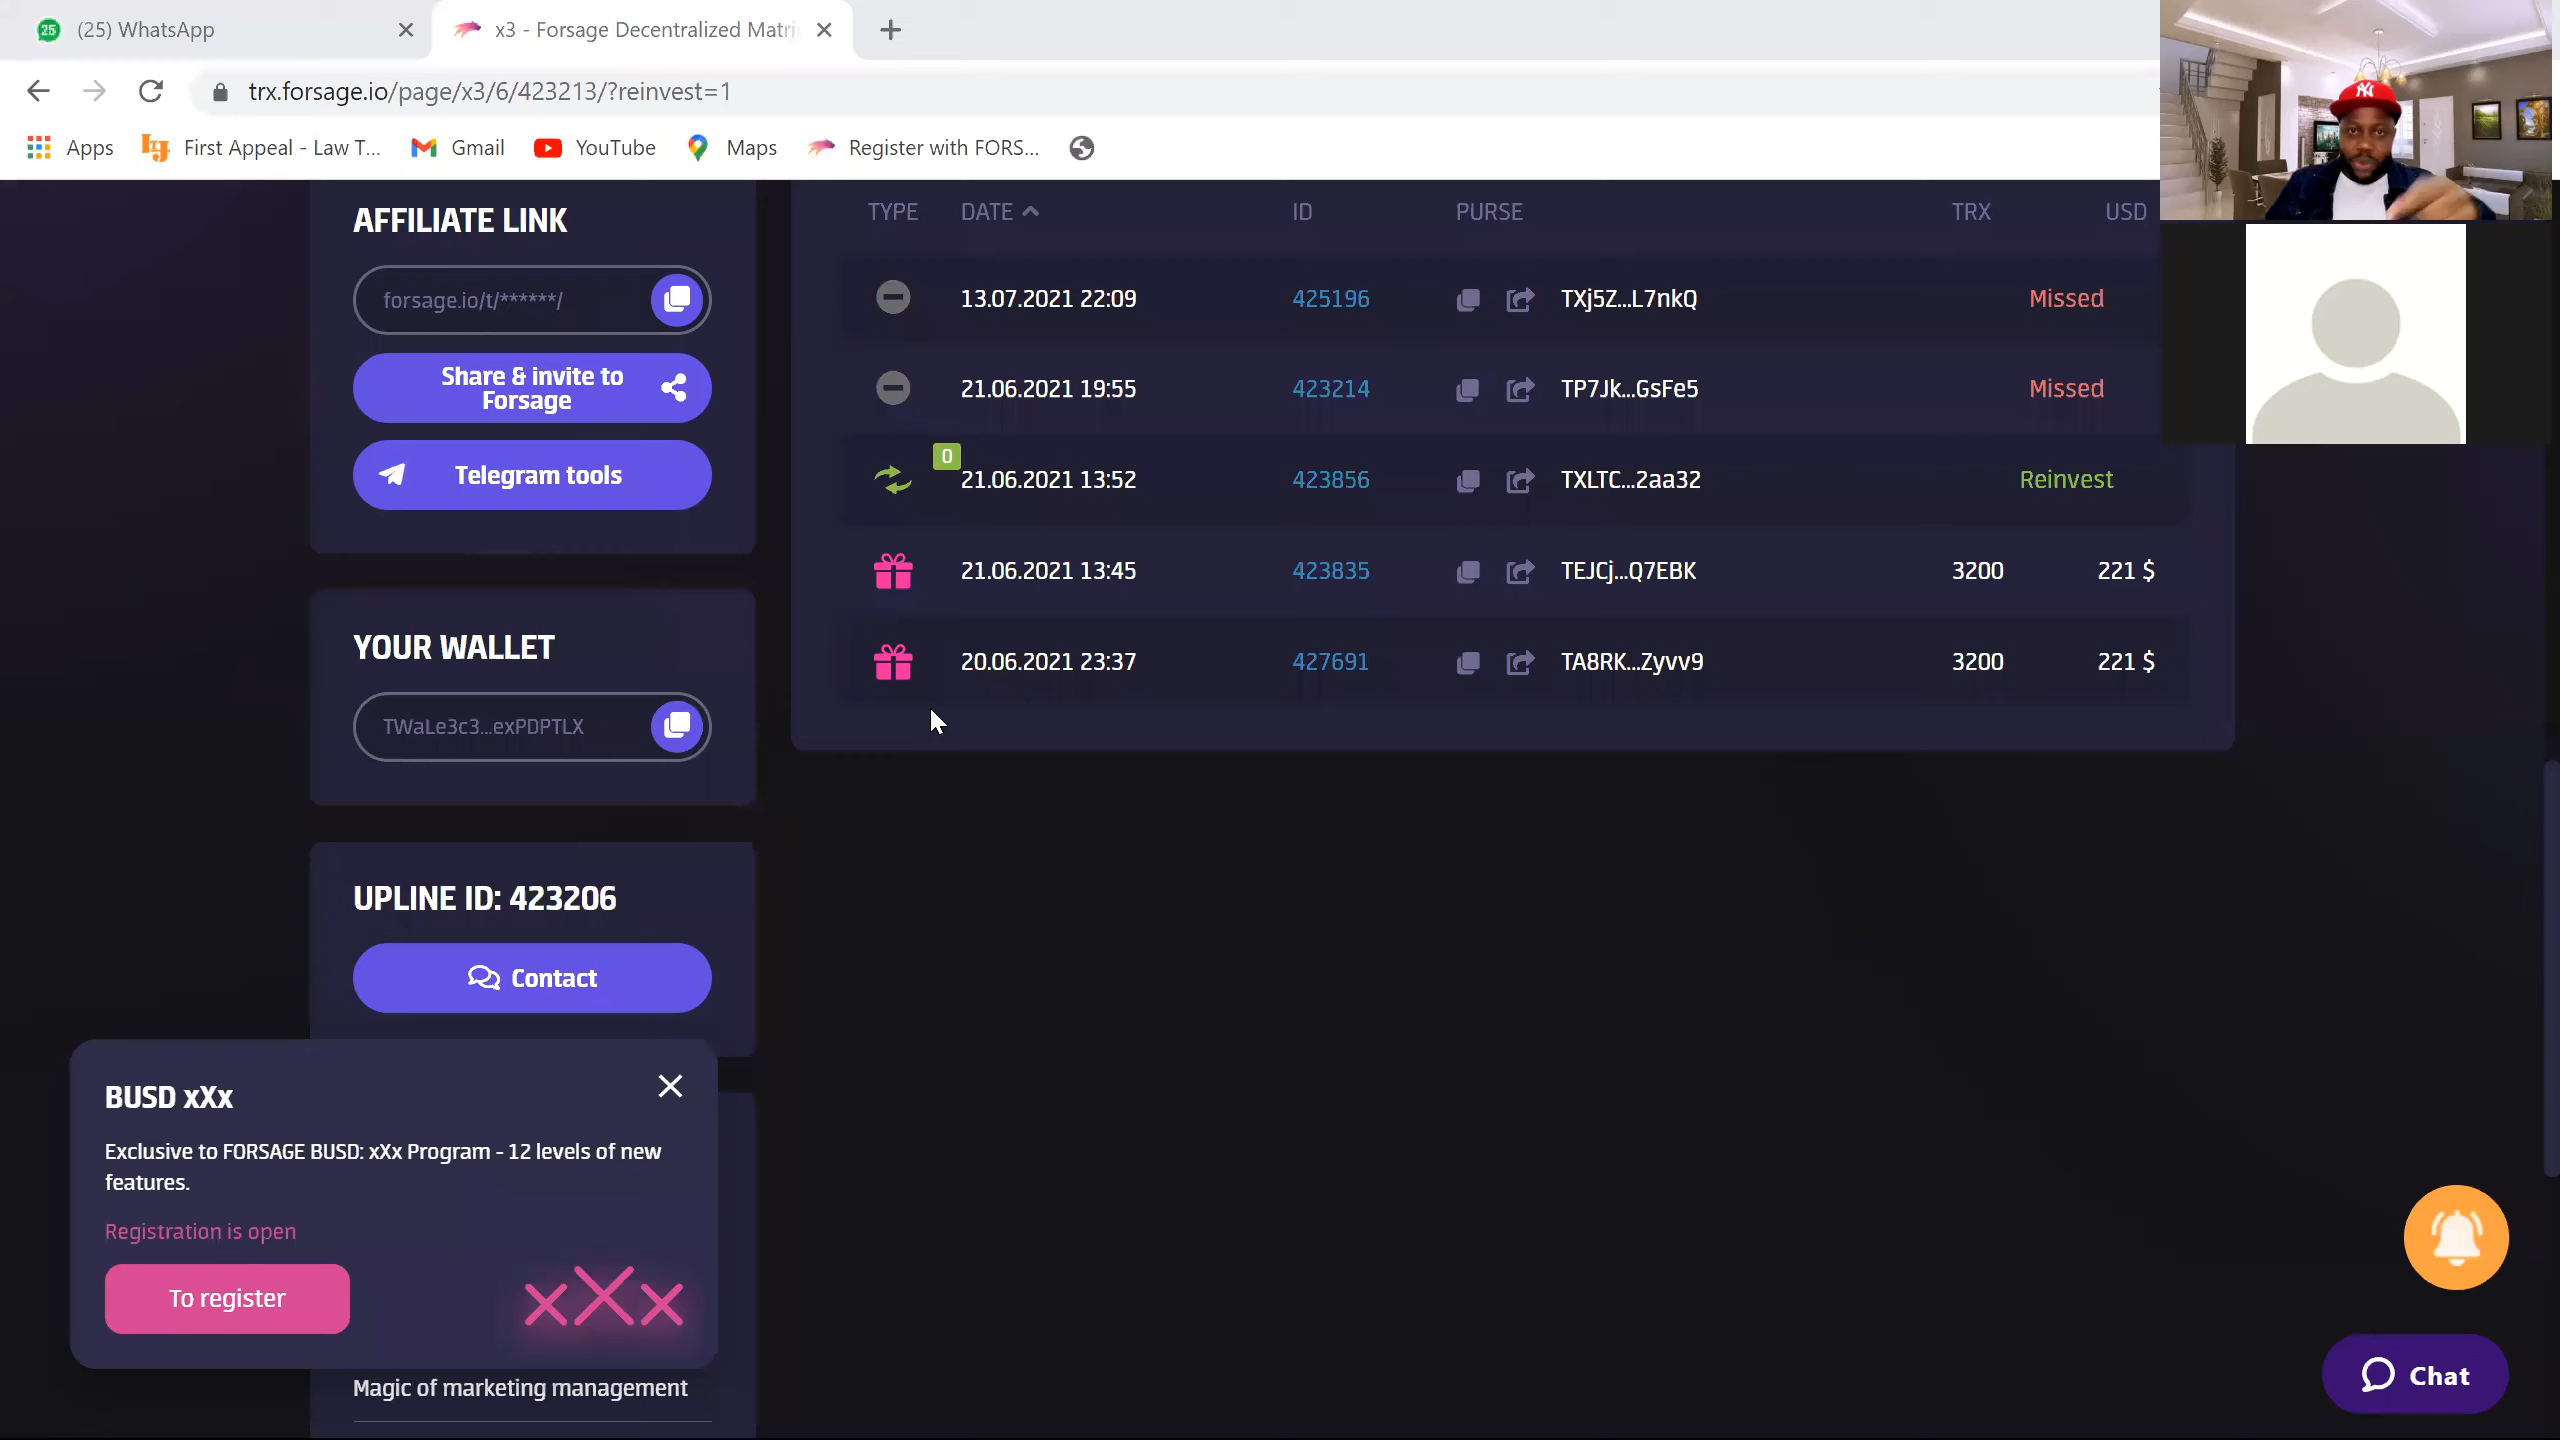 25
(25) WhatsApp
x3 - Forsage Decentralized Matri
trx.forsage.io/page/x3/6/423213/?reinvest=1
Apps
First Appeal - Law T...
Gmail
YouTube
Maps
Register with FORS...
AFFILIATE LINK
forsage.io/t/******/
Share & invite to
Forsage
Telegram tools
YOUR WALLET
TWaLe3c3...exPDPTLX
UPLINE ID: 423206
Contact
TYPE DATE ID PURSE TRX USD
13.07.2021 22:09 425196 TXj5Z...L7nkQ Missed
21.06.2021 19:55 423214 TP7Jk...GsFe5 Missed
0 21.06.2021 13:52 423856 TXLTC...2aa32 Reinvest
21.06.2021 13:45 423835 TEJCj...Q7EBK 3200 221 $
20.06.2021 23:37 427691 TA8RK...Zyvv9 3200 221 $
BUSD xXx
Exclusive to FORSAGE BUSD: xXx Program - 12 levels of new
features.
Registration is open
To register
xXx
Magic of marketing management
Chat
NY